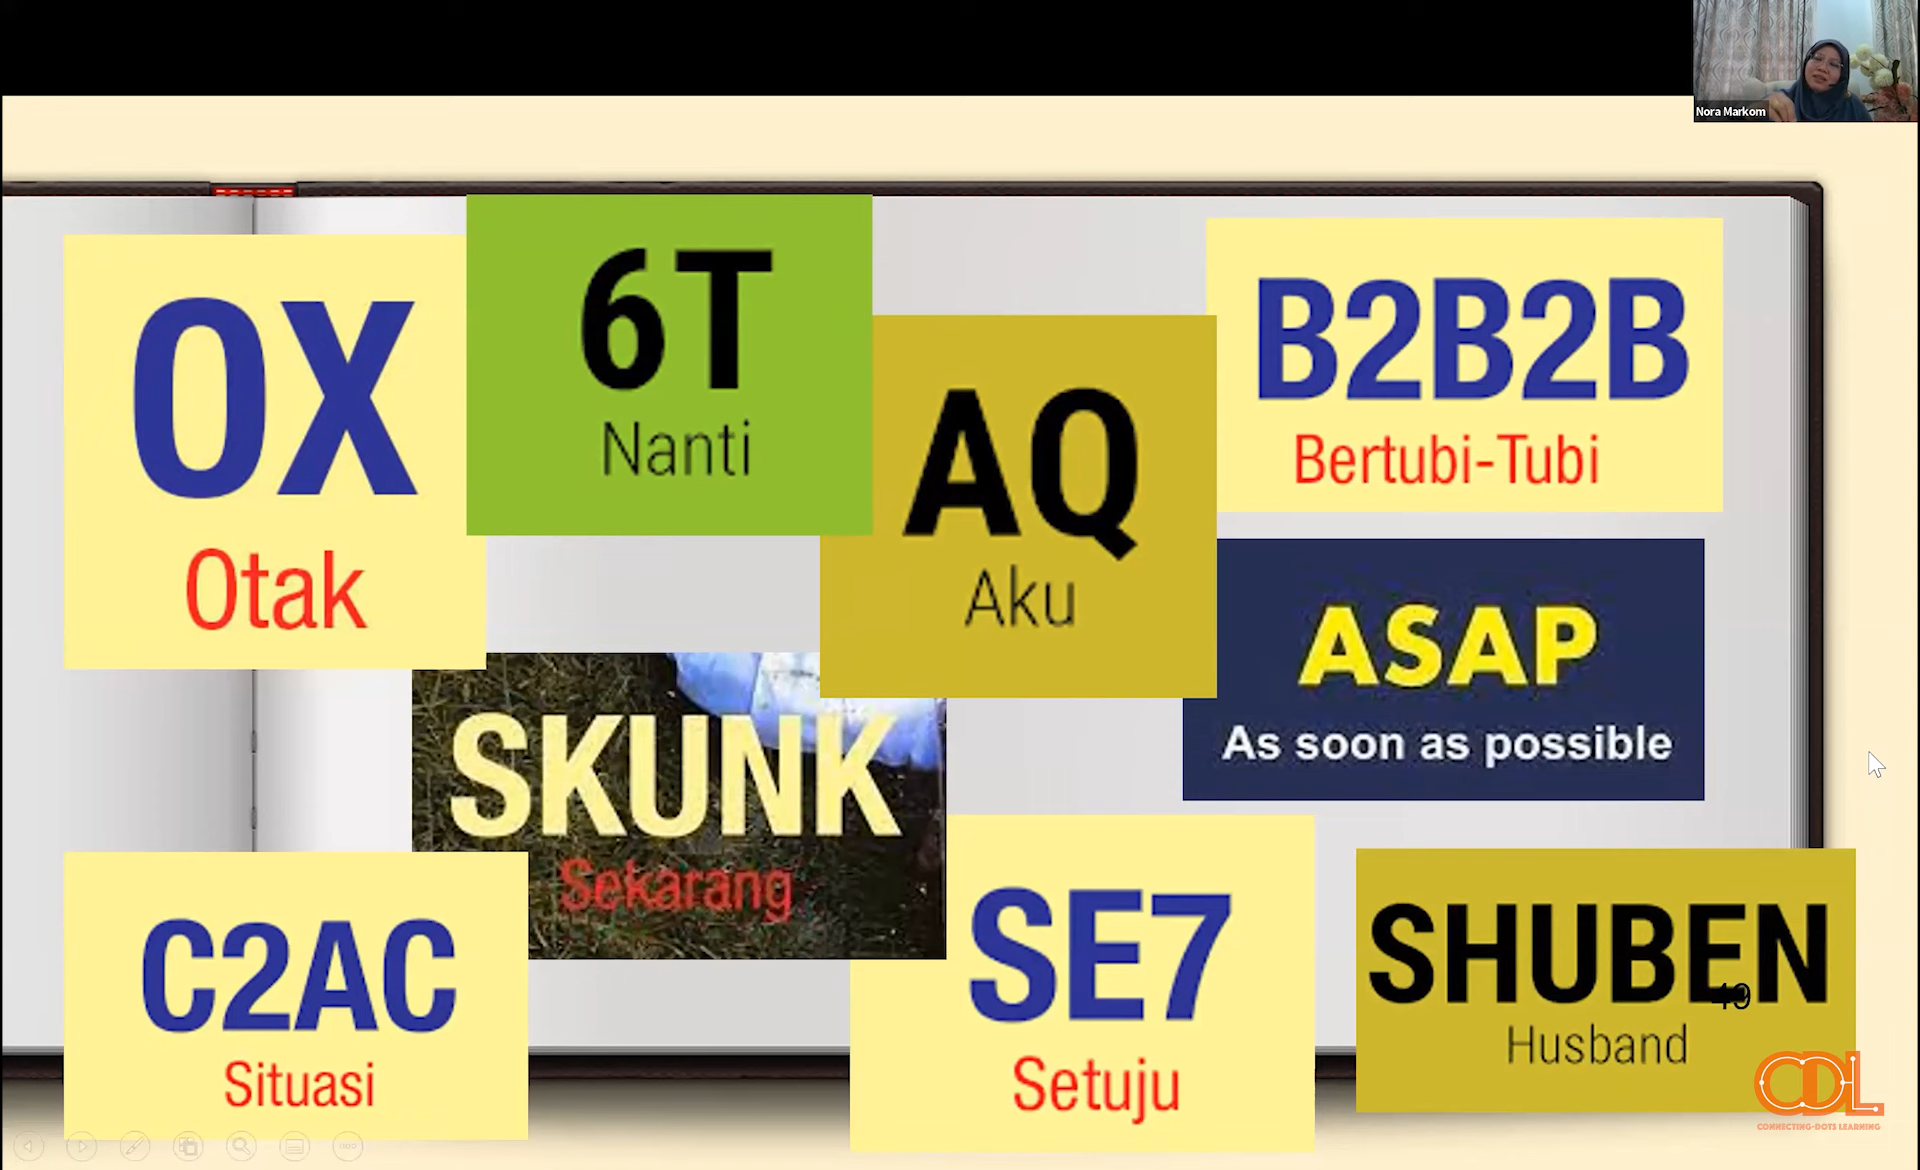 Nora Markom
OX
Otak
6T
Nanti
AQ
Aku
B2B2B
Bertubi-Tubi
ASAP
As soon as possible
SKUNK
Sekarang
C2AC
Situasi
SE7
Setuju
SHUBEN
Husband
49
CDL
CONNECTING-DOTS LEARNING